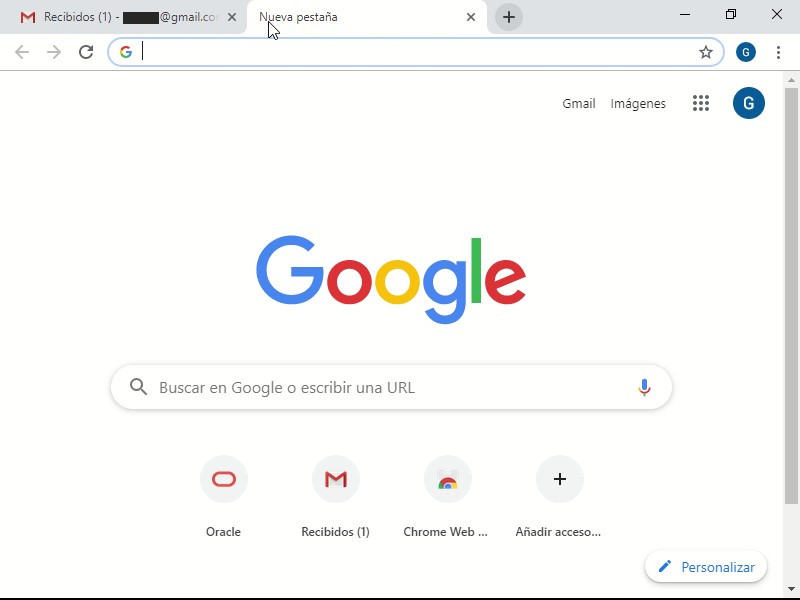 Recibidos (1) - @gmail.co
Nueva pestaña
G
G
Gmail Imágenes
G
Google
Buscar en Google o escribir una URL
Oracle Recibidos (1) Chrome Web ... Añadir acceso...
Personalizar